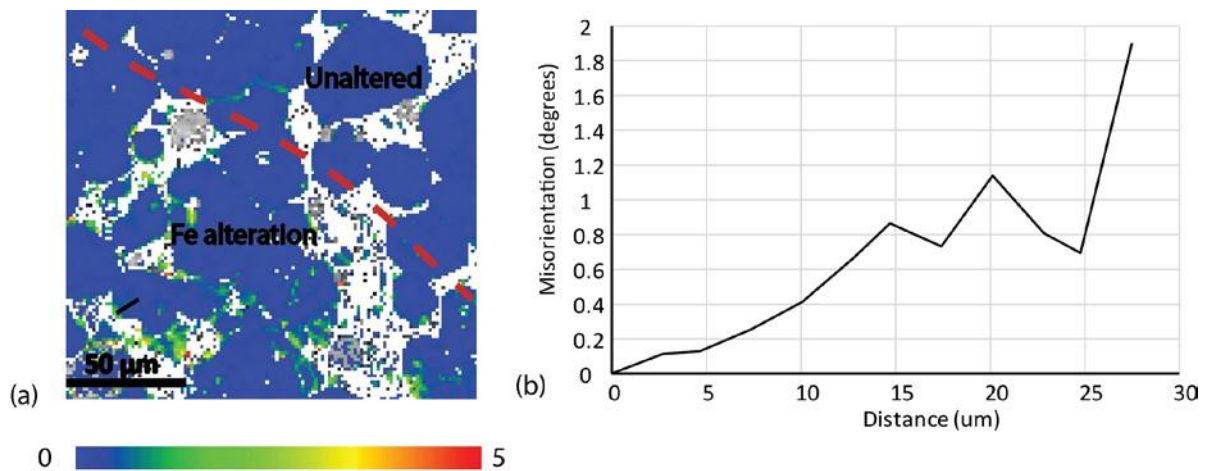 Unaltered
Fe alteration
50 µm
(a)
0
5
Misorientation (degrees)
2
1.8
1.6
1.4
1.2
1
0.8
0.6
0.4
0.2
0
0
5
10
15
20
25
30
Distance (um)
(b)